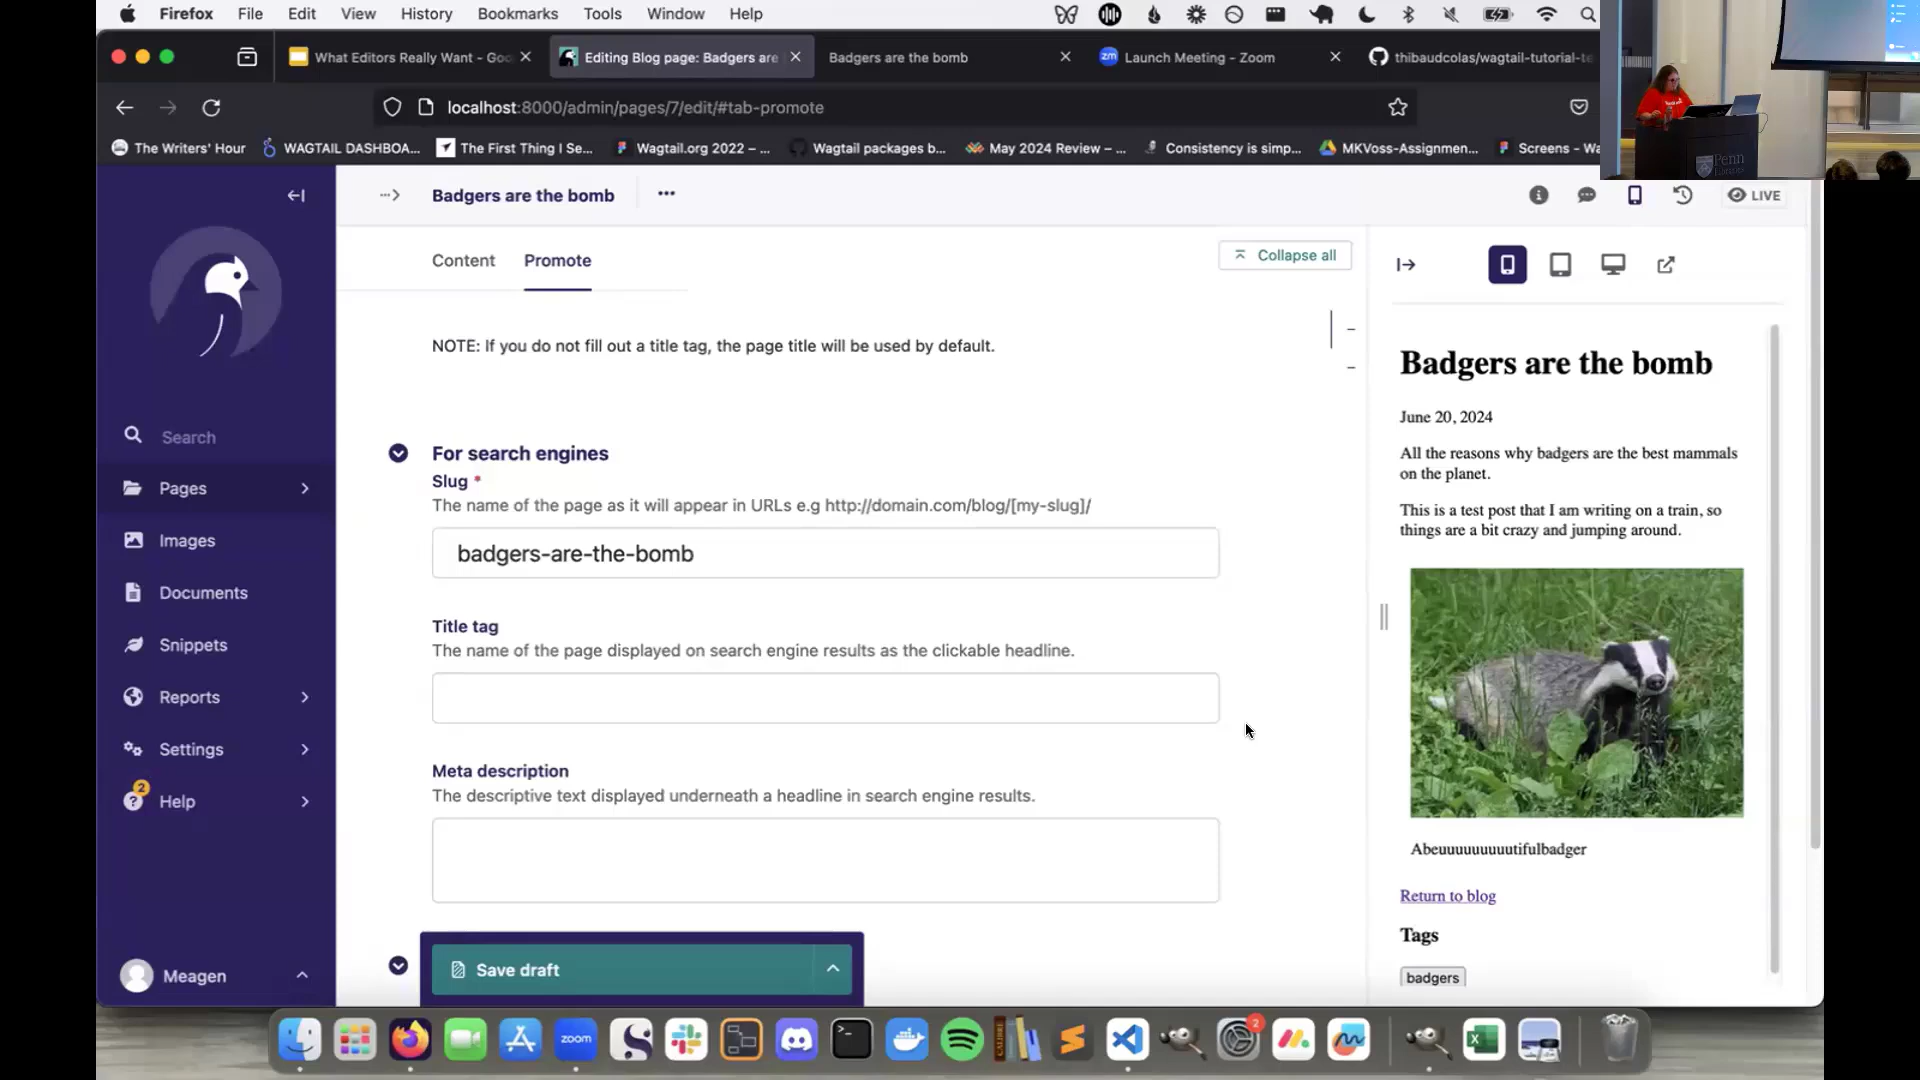 Firefox File Edit View History Bookmarks Tools Window Help
What Editors Really Want - Goo
Editing Blog page: Badgers are
Badgers are the bomb
Launch Meeting - Zoom
thibaudcolas/wagtail-tutorial-te
localhost:8000/admin/pages/7/edit/#tab-promote
The Writers' Hour
WAGTAIL DASHBOA...
The First Thing I Se...
Wagtail.org 2022 – ...
Wagtail packages b...
May 2024 Review – ...
Consistency is simp...
MKVoss-Assignmen...
Screens - Wa
Penn
Badgers are the bomb
LIVE
Content
Promote
Collapse all
NOTE: If you do not fill out a title tag, the page title will be used by default.
For search engines
Slug *
The name of the page as it will appear in URLs e.g http://domain.com/blog/[my-slug]/
badgers-are-the-bomb
Title tag
The name of the page displayed on search engine results as the clickable headline.
Meta description
The descriptive text displayed underneath a headline in search engine results.
Save draft
Search
Pages
Images
Documents
Snippets
Reports
Settings
2
Help
Meagen
Badgers are the bomb
June 20, 2024
All the reasons why badgers are the best mammals
on the planet.
This is a test post that I am writing on a train, so
things are a bit crazy and jumping around.
Abeuuuuuuuuutifulbadger
Return to blog
Tags
badgers
zoom
2